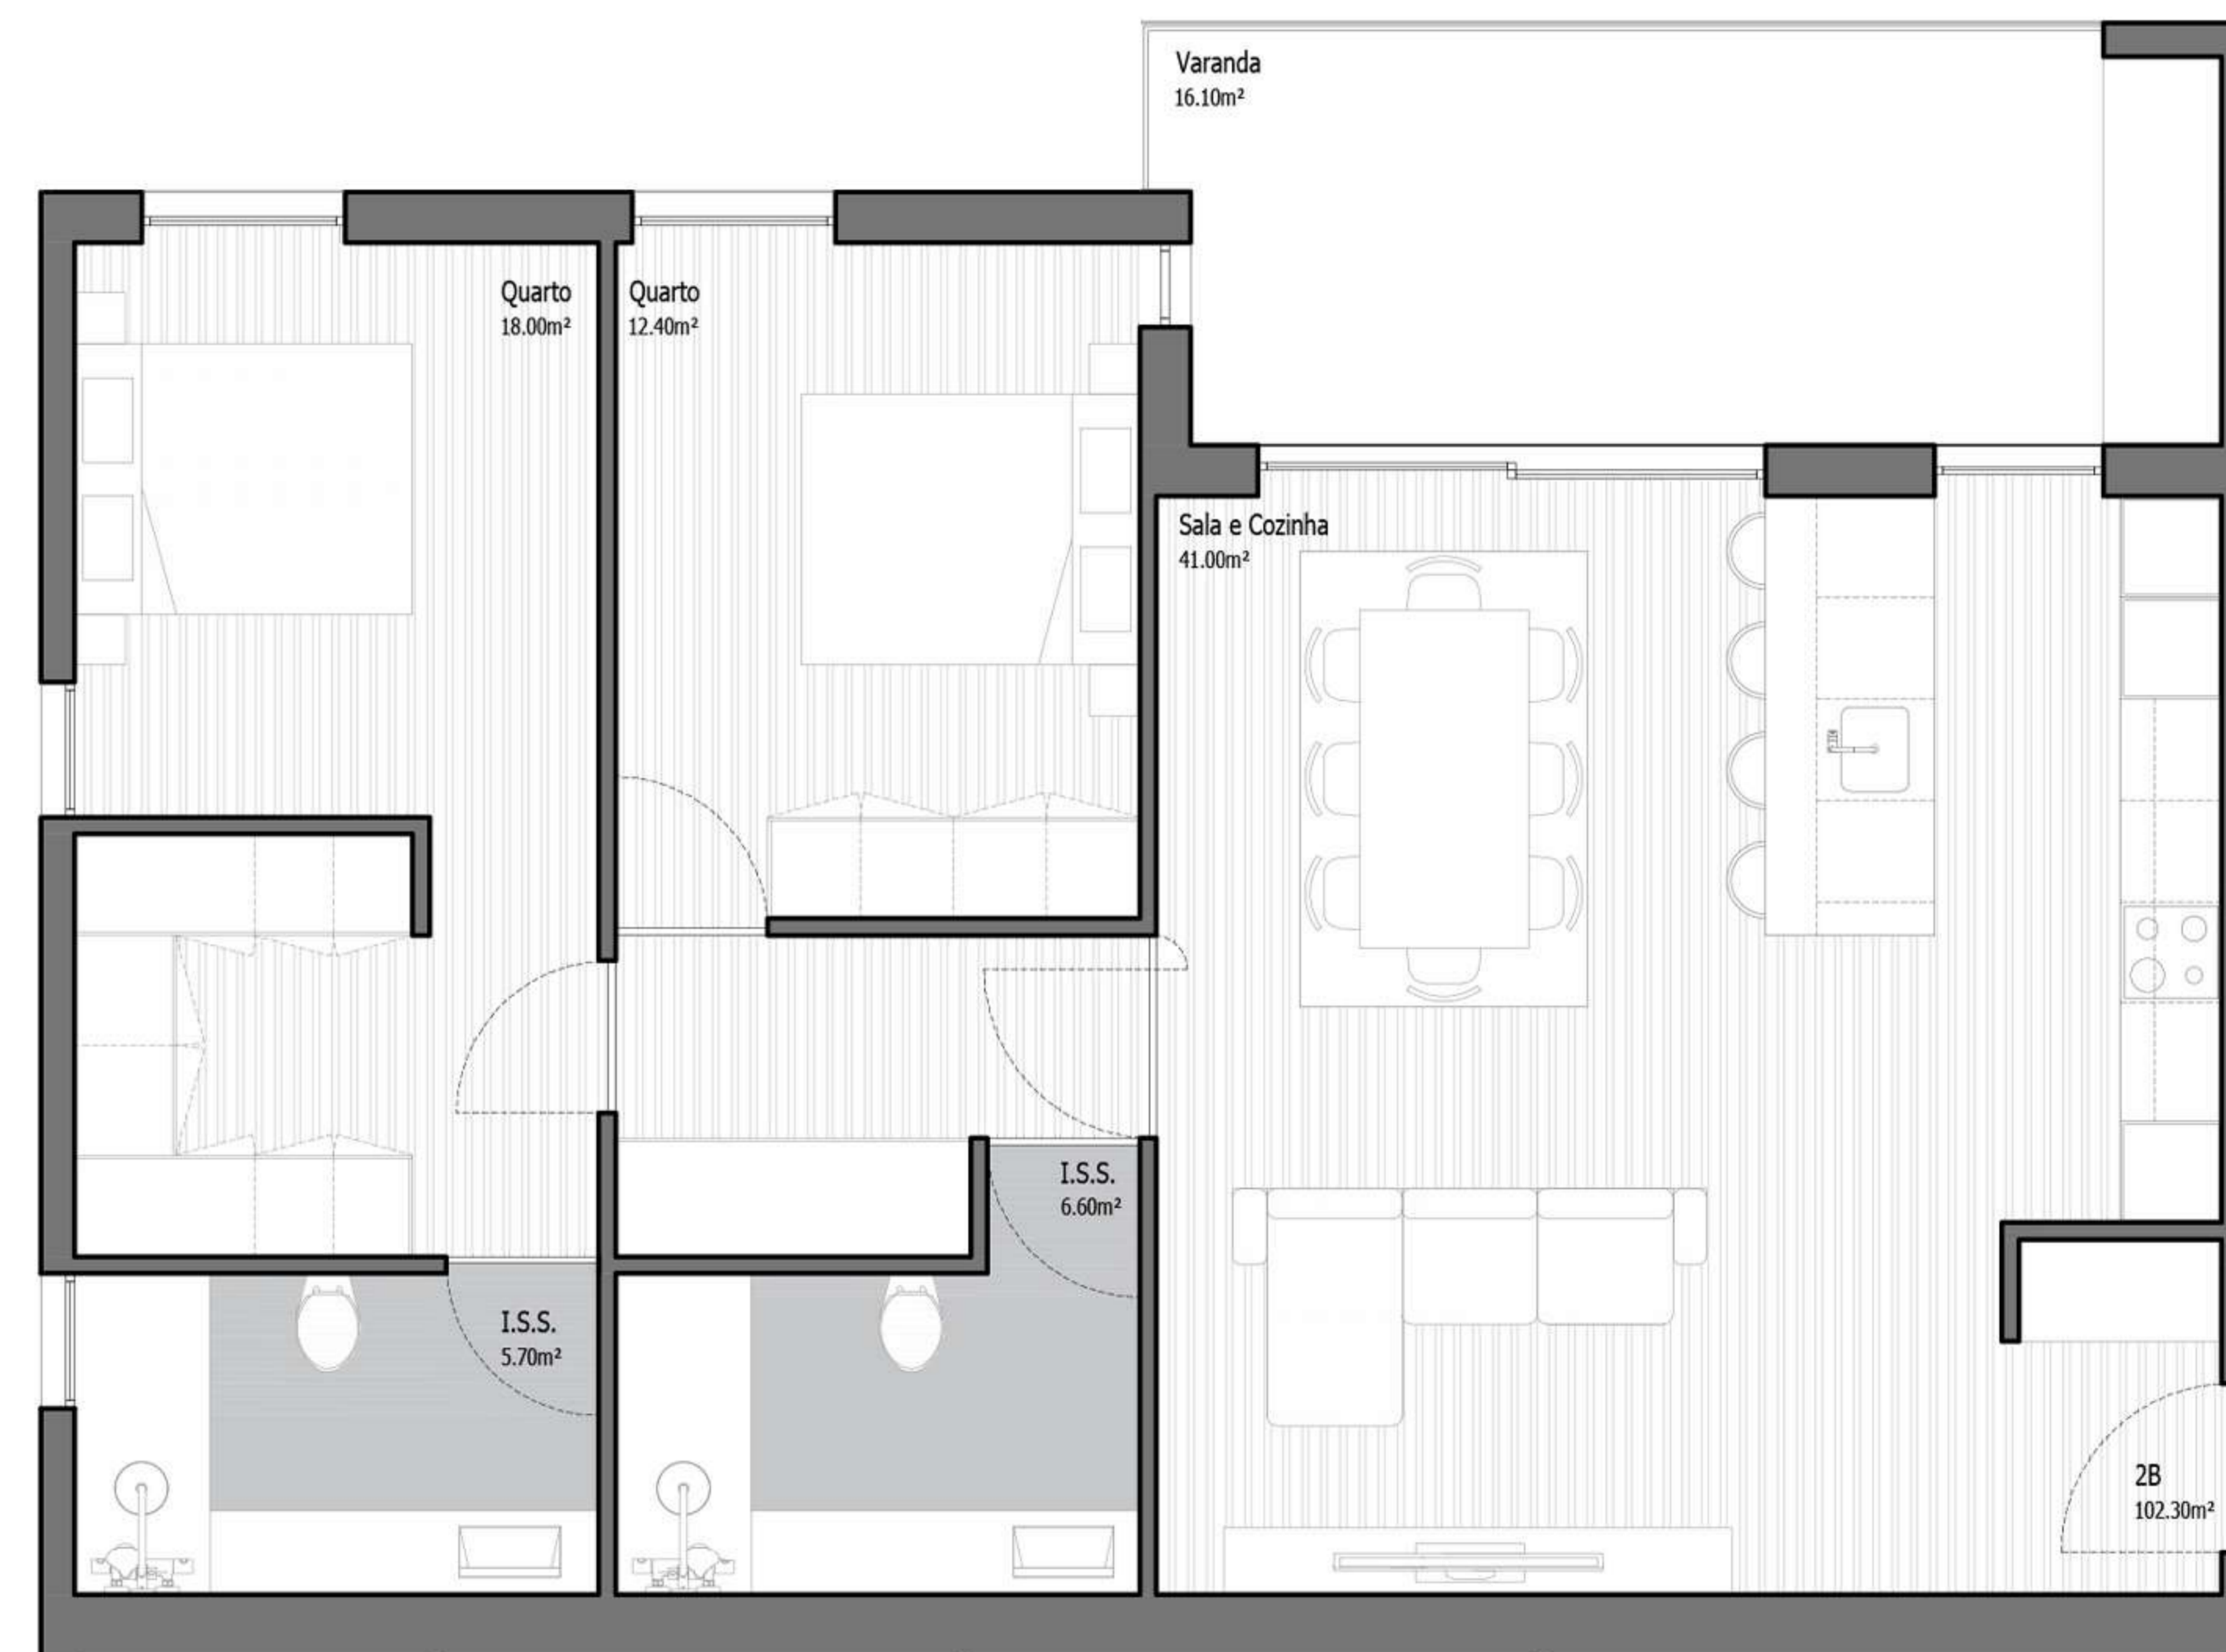 Varanda
16.10m²
Quarto
18.00m²
Quarto
12.40m²
Sala e Cozinha
41.00m²
I.S.S.
6.60m²
I.S.S.
5.70m²
2B
102.30m²